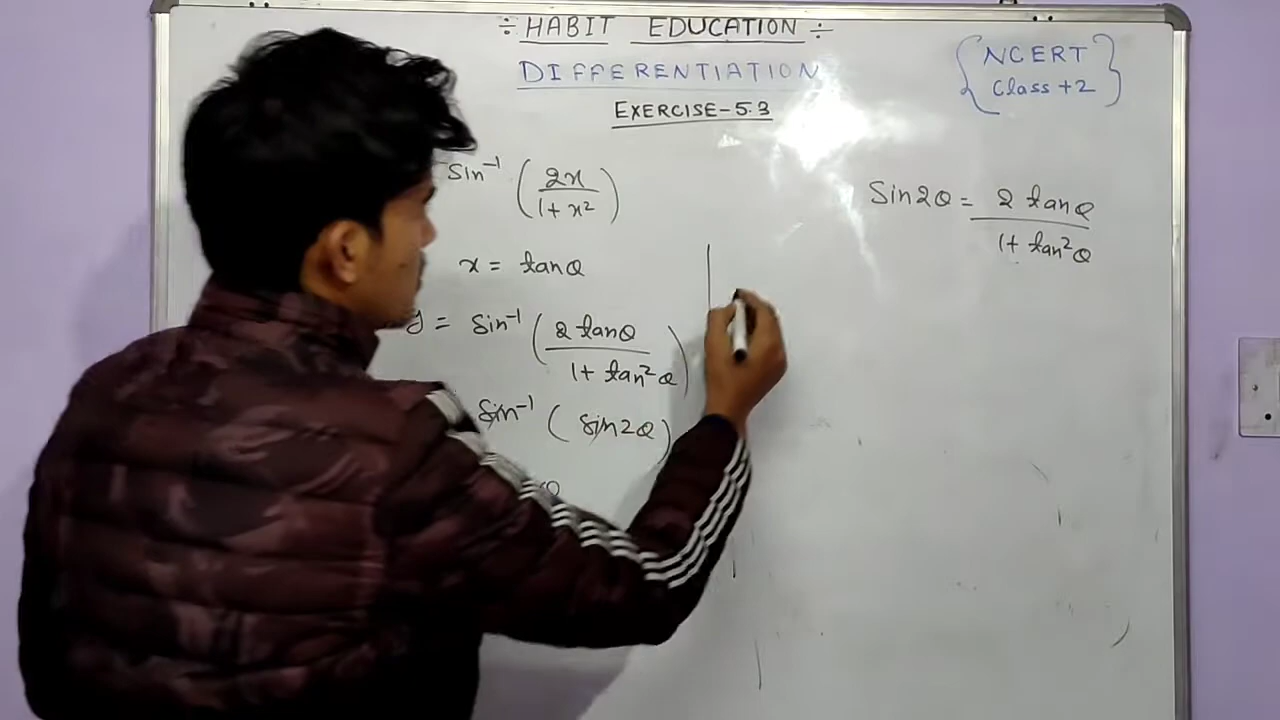 ÷ HABIT EDUCATION ÷
DIFFERENTIATION
EXERCISE-5.3
{ NCERT
Class +2 }
Sin⁻¹ (2x / 1 + x²)
x = tanθ
y = Sin⁻¹ (2 tanθ / 1 + tan²θ)
Sin⁻¹ (Sin2θ)
θ
Sin2θ = 2 tanθ / 1 + tan²θ